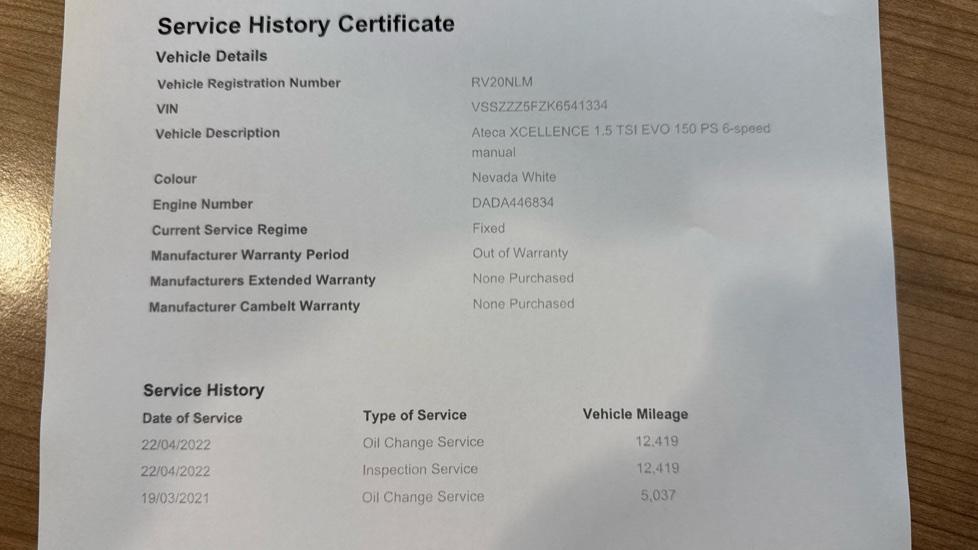 Service History Certificate
Vehicle Details
Vehicle Registration Number RV20NLM
VIN VSSZZZ5FZK6541334
Vehicle Description Ateca XCELLENCE 1.5 TSI EVO 150 PS 6-speed
manual
Colour Nevada White
Engine Number DADA446834
Current Service Regime Fixed
Manufacturer Warranty Period Out of Warranty
Manufacturers Extended Warranty None Purchased
Manufacturer Cambelt Warranty None Purchased
Service History
Date of Service Type of Service Vehicle Mileage
22/04/2022 Oil Change Service 12,419
22/04/2022 Inspection Service 12,419
19/03/2021 Oil Change Service 5,037